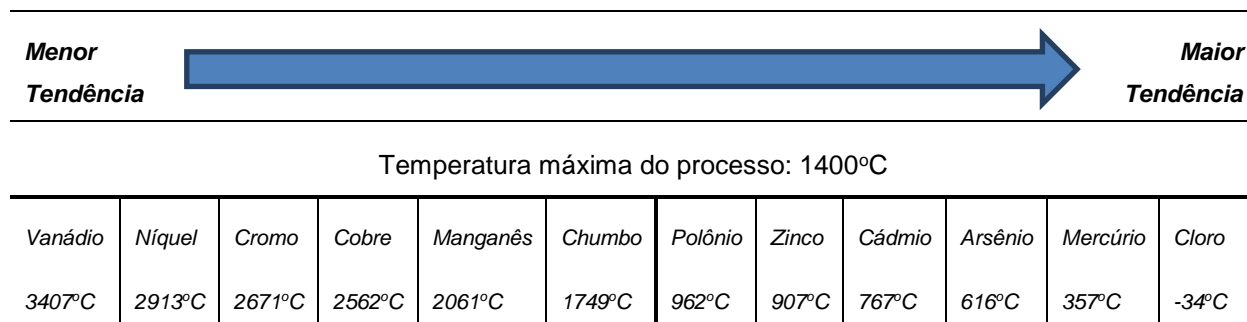 Menor Tendência
Maior Tendência
Temperatura máxima do processo: 1400ºC
Vanádio Níquel Cromo Cobre Manganês Chumbo Polônio Zinco Cádmio Arsênio Mercúrio Cloro
3407ºC 2913ºC 2671ºC 2562ºC 2061ºC 1749ºC 962ºC 907ºC 767ºC 616ºC 357ºC -34ºC